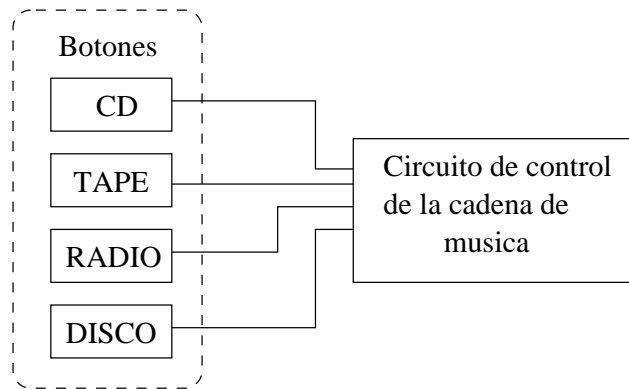 Botones
CD
TAPE
RADIO
DISCO
Circuito de control
de la cadena de
musica